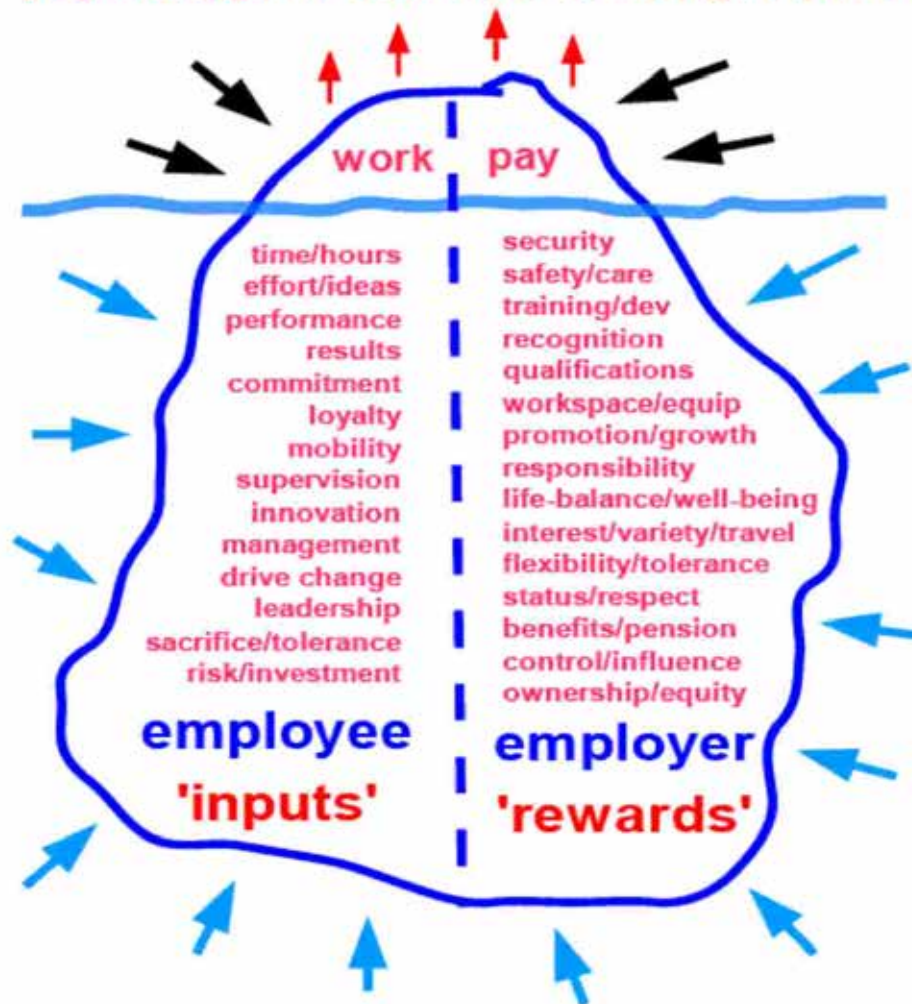 work
pay
time/hours
effort/ideas
performance
results
commitment
loyalty
mobility
supervision
innovation
management
drive change
leadership
sacrifice/tolerance
risk/investment
employee
'inputs'
security
safety/care
training/dev
recognition
qualifications
workspace/equip
promotion/growth
responsibility
life-balance/well-being
interest/variety/travel
flexibility/tolerance
status/respect
benefits/pension
control/influence
ownership/equity
employer
'rewards'